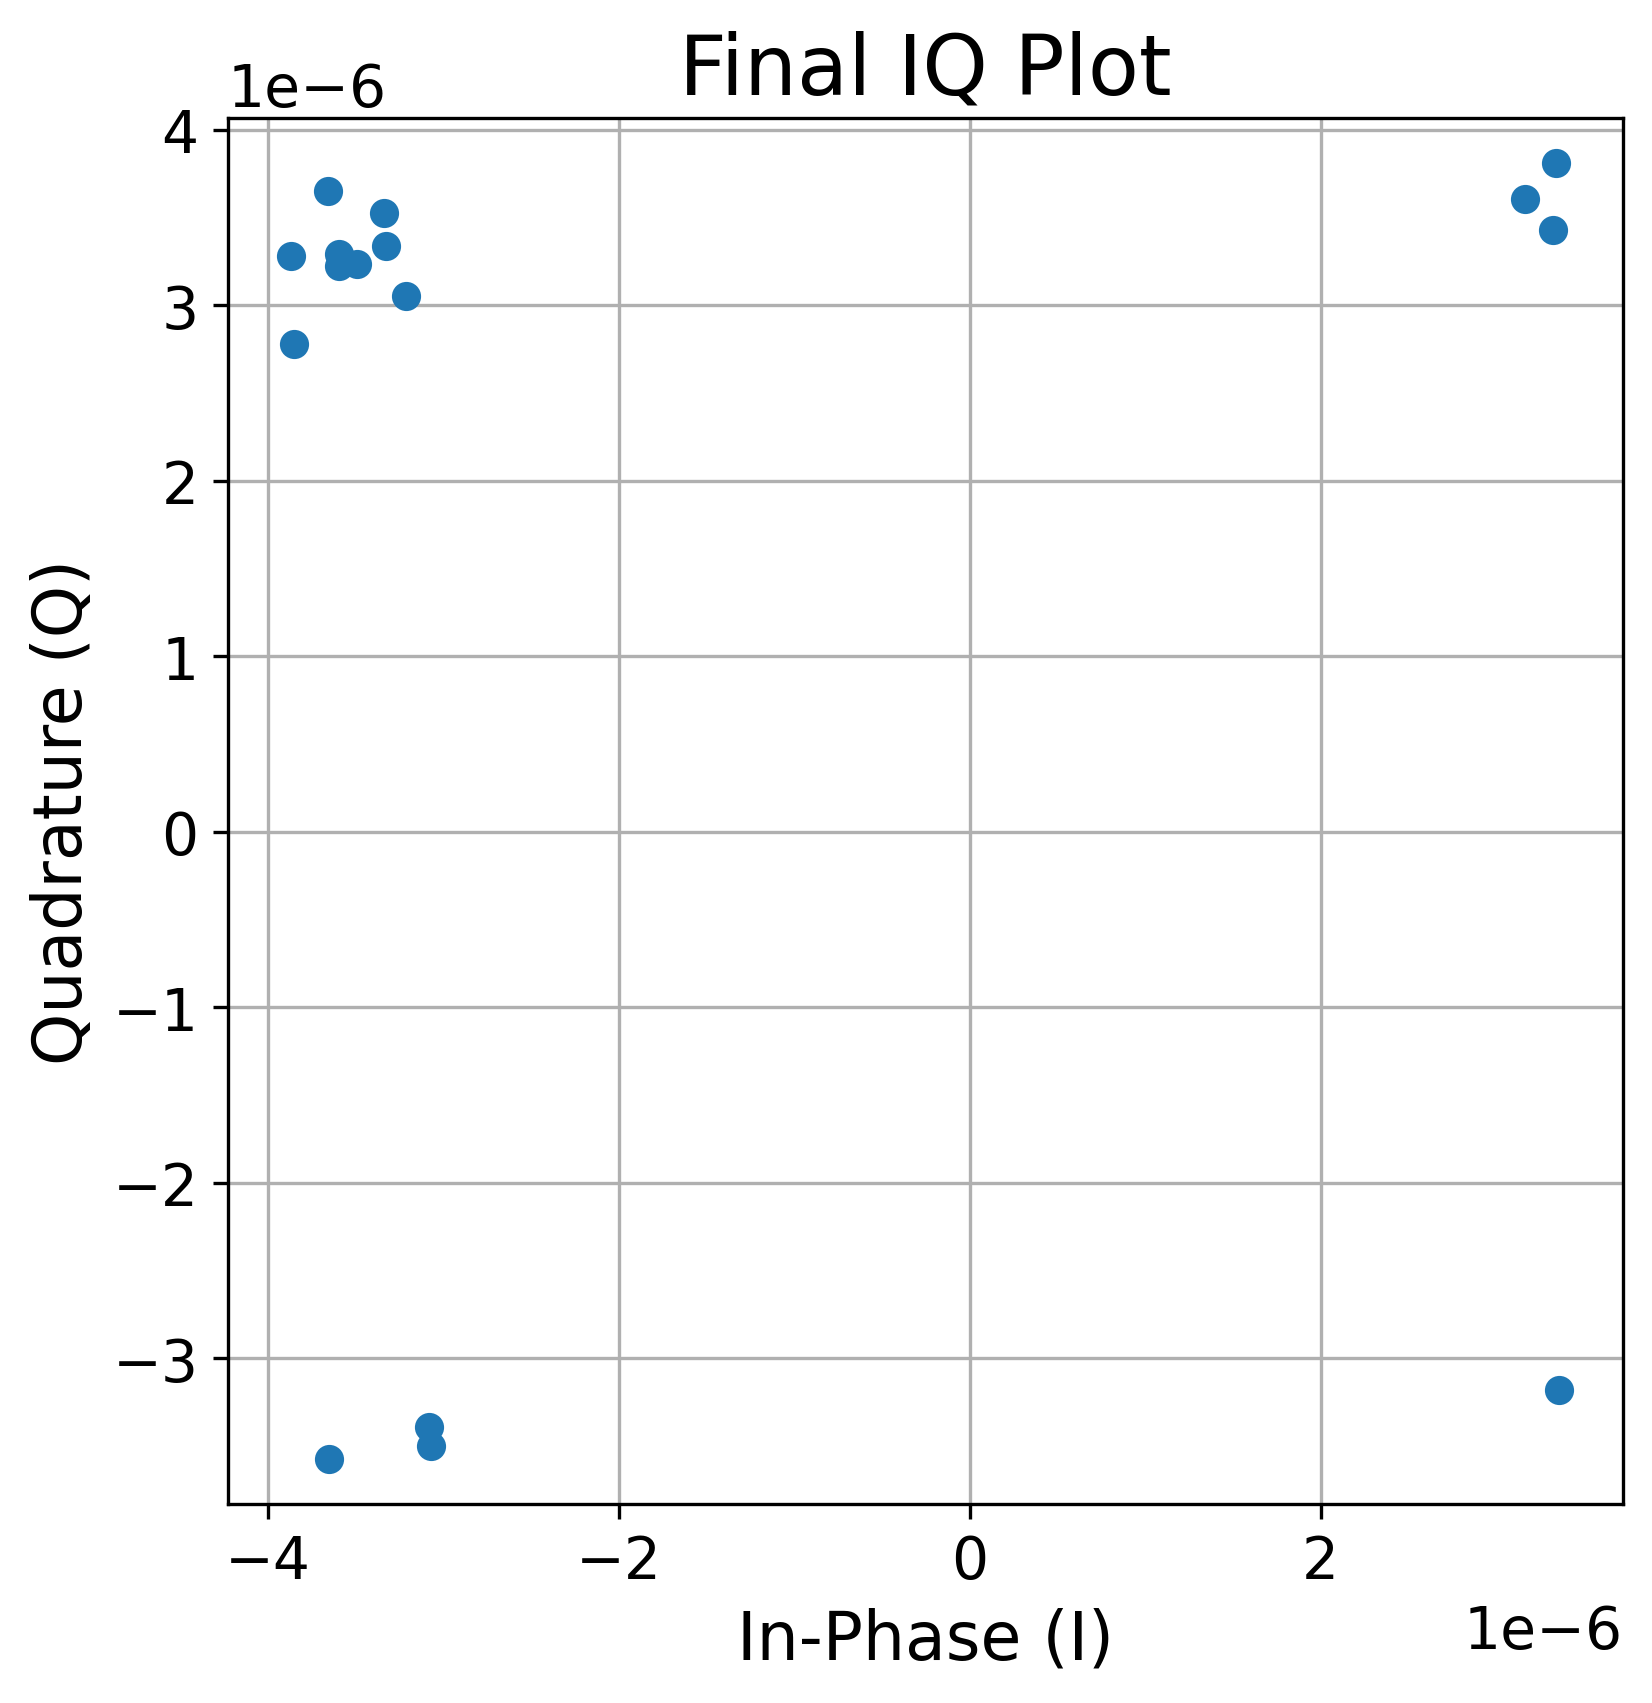 Final IQ Plot
1e−6
4
3
2
1
0
−1
−2
−3
Quadrature (Q)
−4 −2 0 2
In-Phase (I)
1e−6